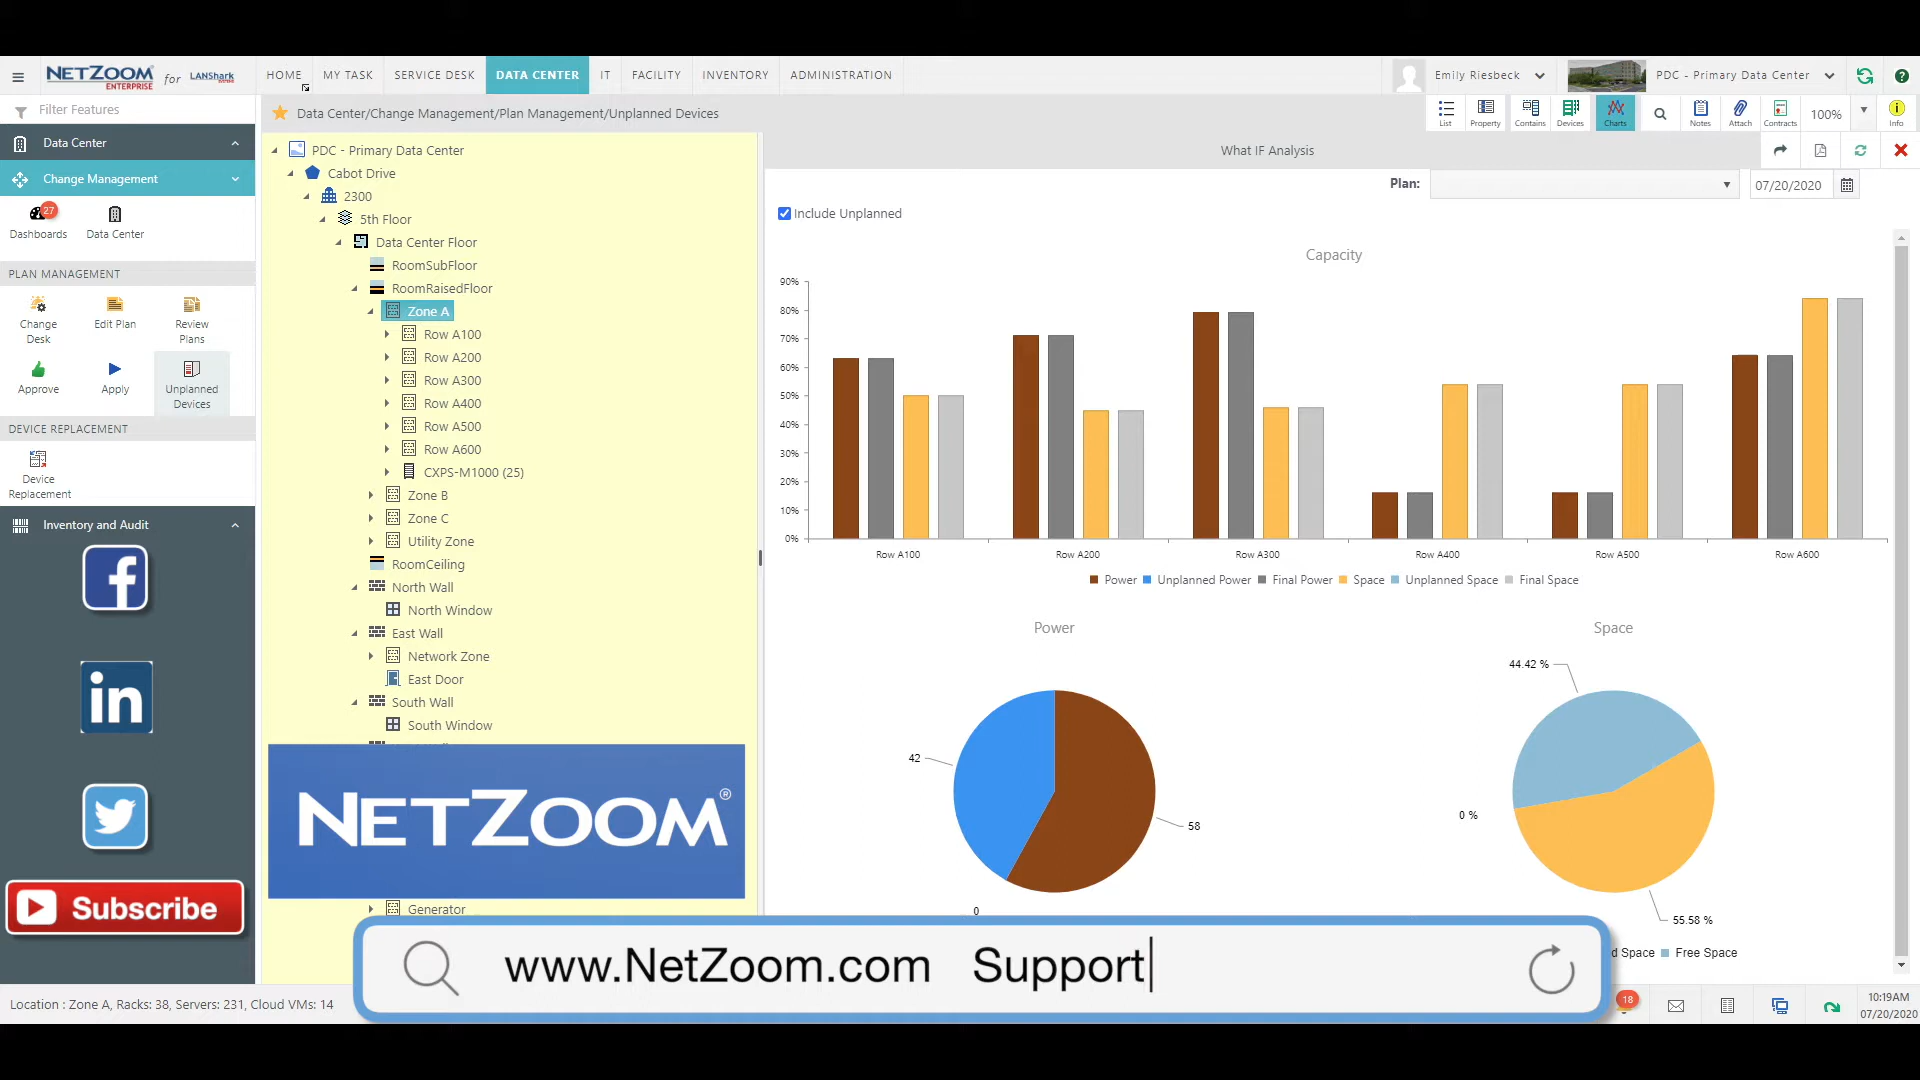 NETZOOM ENTERPRISE for LANShark
HOME MY TASK SERVICE DESK DATA CENTER IT FACILITY INVENTORY ADMINISTRATION
Emily Riesbeck
PDC - Primary Data Center
Filter Features
Data Center/Change Management/Plan Management/Unplanned Devices
List Property Contains Devices Charts Notes Attach Contracts 100% Info
Data Center
Change Management
27
Dashboards Data Center
PLAN MANAGEMENT
Change Desk
Edit Plan
Review Plans
Approve
Apply
Unplanned Devices
DEVICE REPLACEMENT
Device Replacement
Inventory and Audit
f
in
Subscribe
PDC - Primary Data Center
Cabot Drive
2300
5th Floor
Data Center Floor
RoomSubFloor
RoomRaisedFloor
Zone A
Row A100
Row A200
Row A300
Row A400
Row A500
Row A600
CXPS-M1000 (25)
Zone B
Zone C
Utility Zone
RoomCeiling
North Wall
North Window
East Wall
Network Zone
East Door
South Wall
South Window
NETZOOM®
Generator
What IF Analysis
Plan:
07/20/2020
Include Unplanned
Capacity
90%
80%
70%
60%
50%
40%
30%
20%
10%
0%
Row A100 Row A200 Row A300 Row A400 Row A500 Row A600
Power Unplanned Power Final Power Space Unplanned Space Final Space
Power
42
58
0
Space
44.42 %
0 %
55.58 %
d Space Free Space
www.NetZoom.com Support
Location : Zone A, Racks: 38, Servers: 231, Cloud VMs: 14
18
10:19AM
07/20/2020